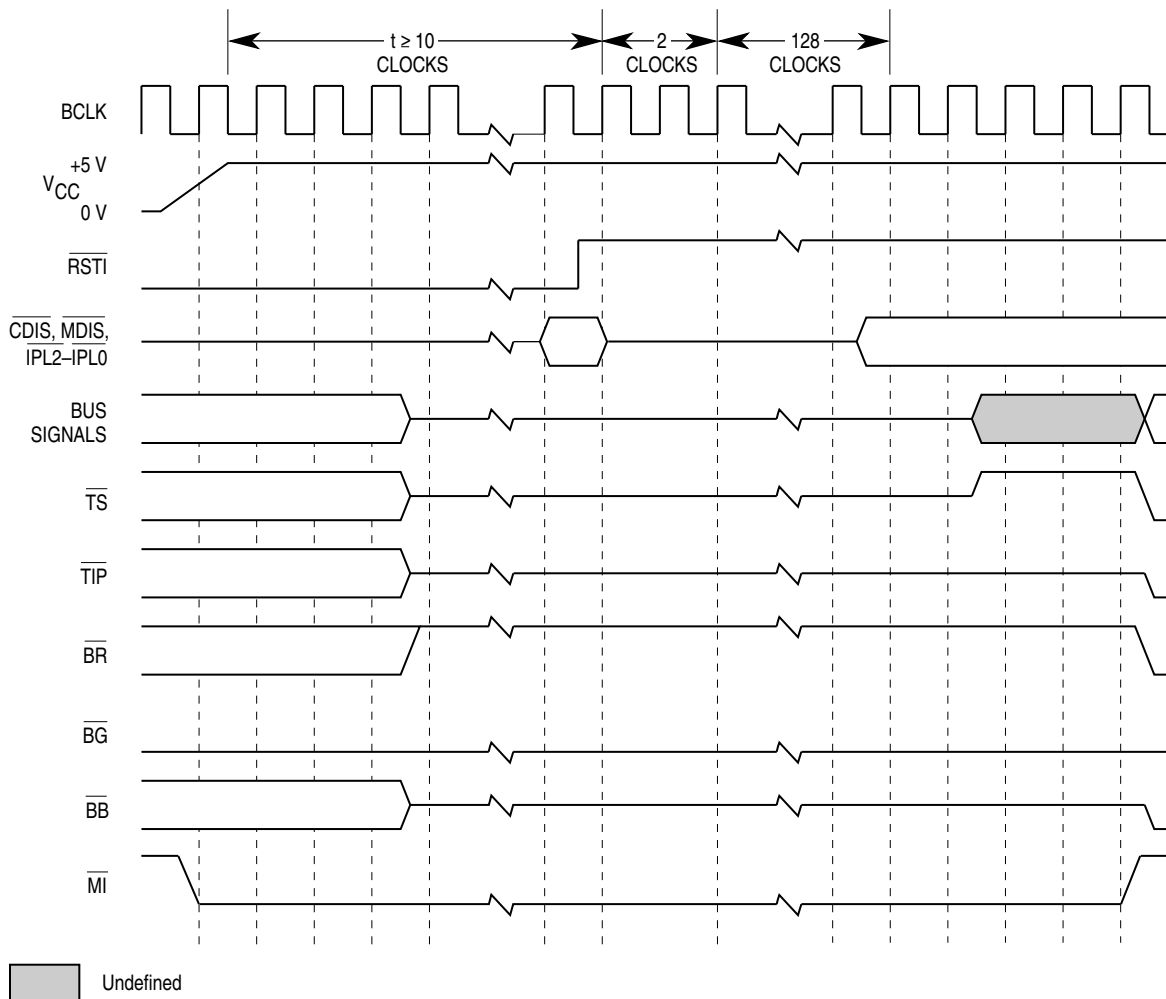 t ≥ 10
CLOCKS
2
CLOCKS
128
CLOCKS
BCLK
+5 V
VCC
0 V
RSTI
CDIS, MDIS,
IPL2–IPL0
BUS
SIGNALS
TS
TIP
BR
BG
BB
MI
Undefined